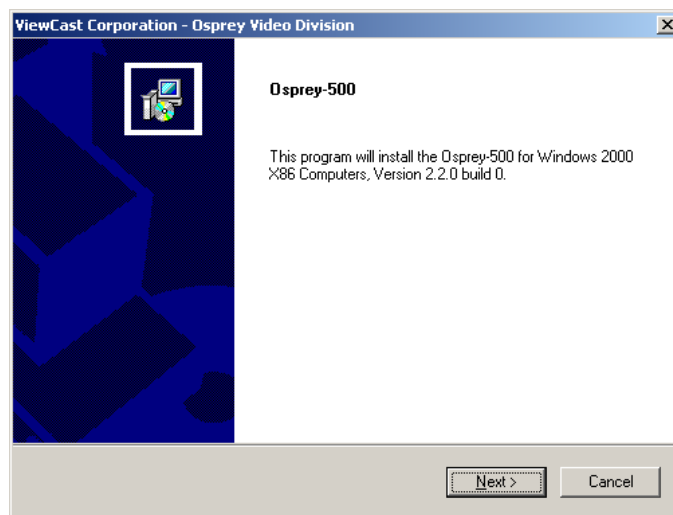 ViewCast Corporation - Osprey Video Division
Osprey-500
This program will install the Osprey-500 for Windows 2000
X86 Computers, Version 2.2.0 build 0.
Next >
Cancel